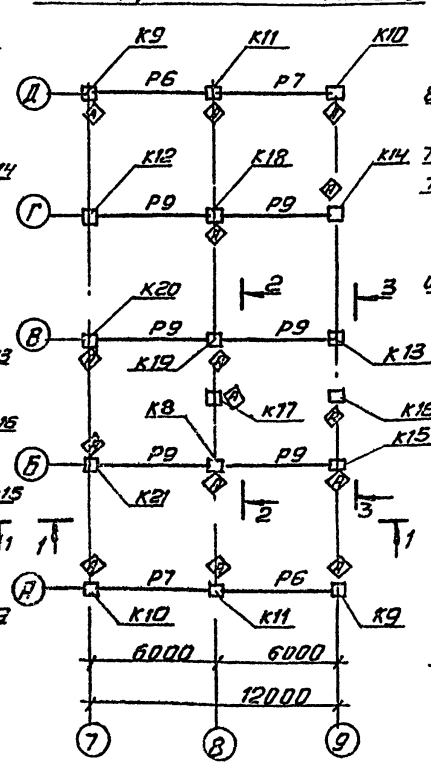 К9 К11 К10
Д Р6 Р7
К12 К18 К14
Г Р9 Р9
К20 2 3
В Р9 Р9
К19 К13
К8 К17 К16
Б Р9 Р9 К15
К21 2 3
1 1 1
А Р7 Р6
К10 К11 К9
6000 6000
12000
7 8 9